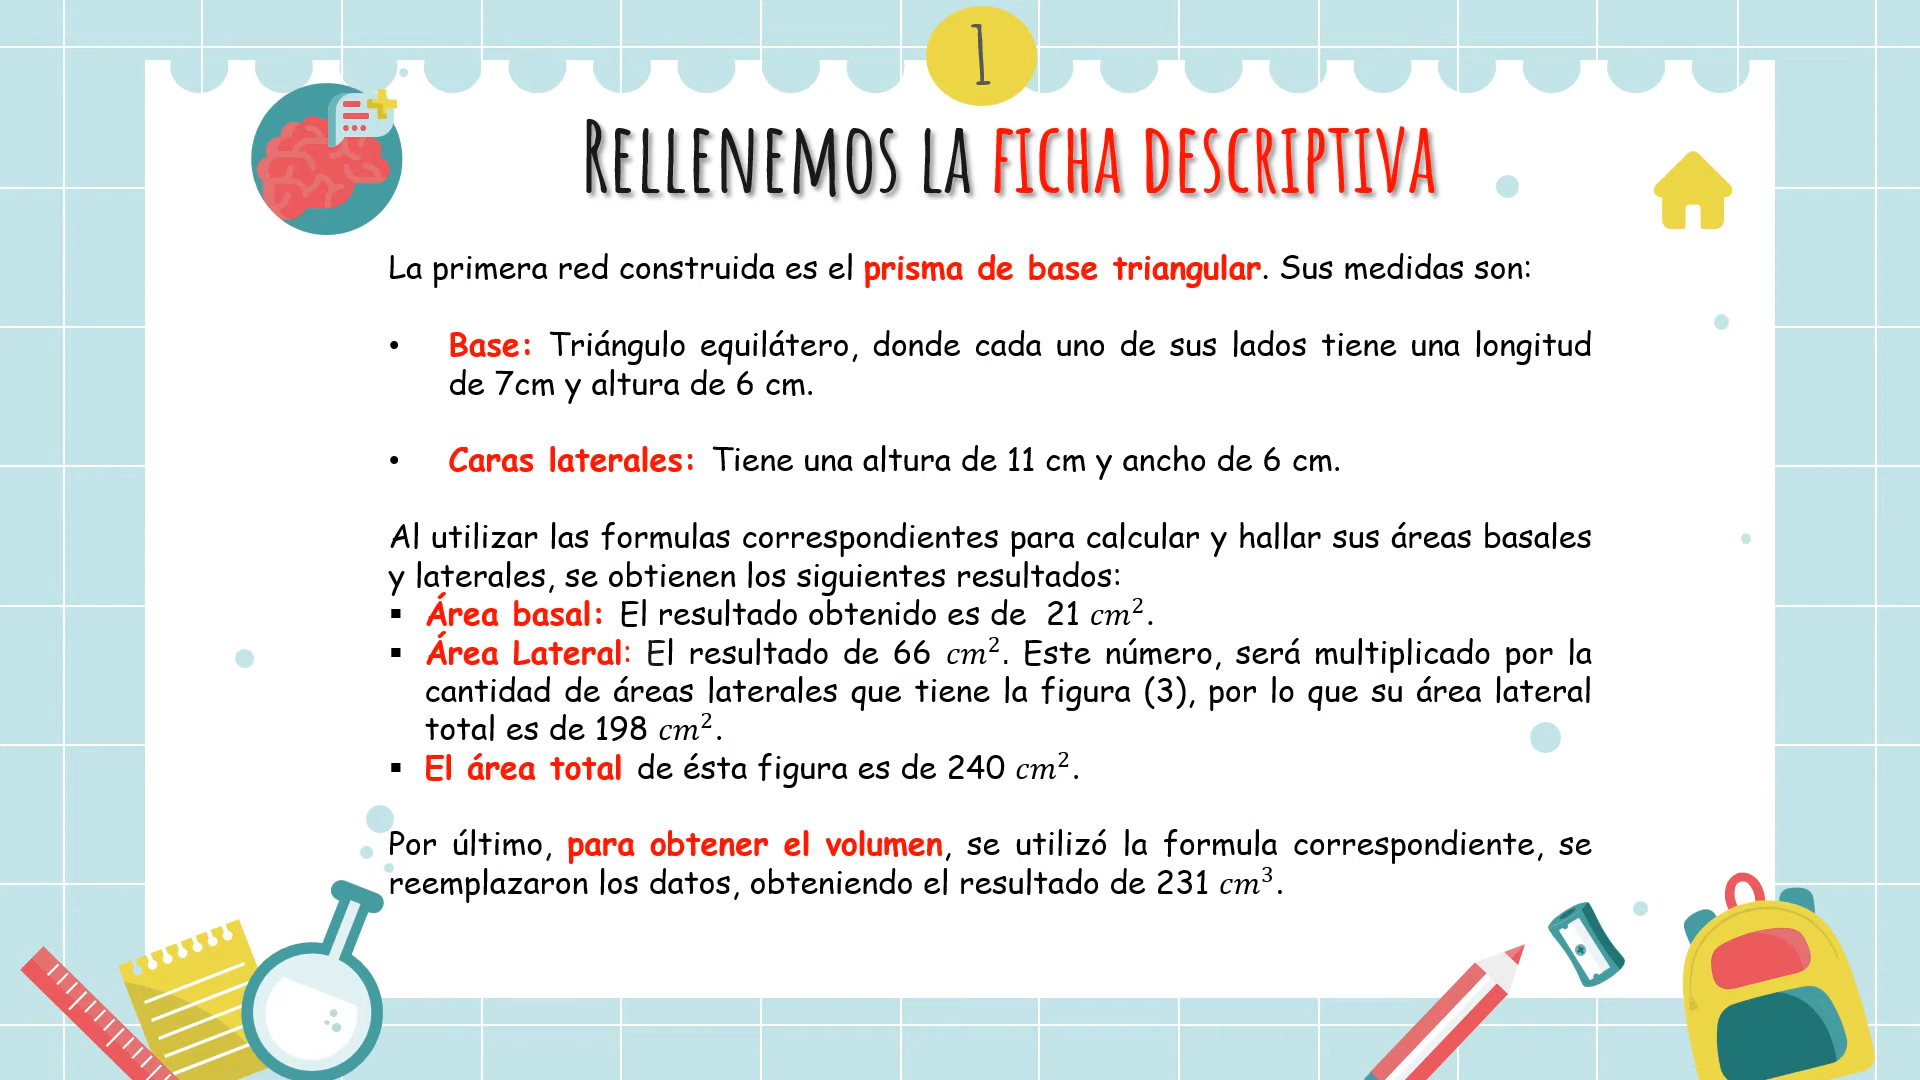 1
Rellenemos la ficha descriptiva
La primera red construida es el prisma de base triangular. Sus medidas son:
• Base: Triángulo equilátero, donde cada uno de sus lados tiene una longitud
de 7cm y altura de 6 cm.
• Caras laterales: Tiene una altura de 11 cm y ancho de 6 cm.
Al utilizar las formulas correspondientes para calcular y hallar sus áreas basales
y laterales, se obtienen los siguientes resultados:
▪ Área basal: El resultado obtenido es de 21 cm².
▪ Área Lateral: El resultado de 66 cm². Este número, será multiplicado por la
cantidad de áreas laterales que tiene la figura (3), por lo que su área lateral
total es de 198 cm².
▪ El área total de ésta figura es de 240 cm².
Por último, para obtener el volumen, se utilizó la formula correspondiente, se
reemplazaron los datos, obteniendo el resultado de 231 cm³.